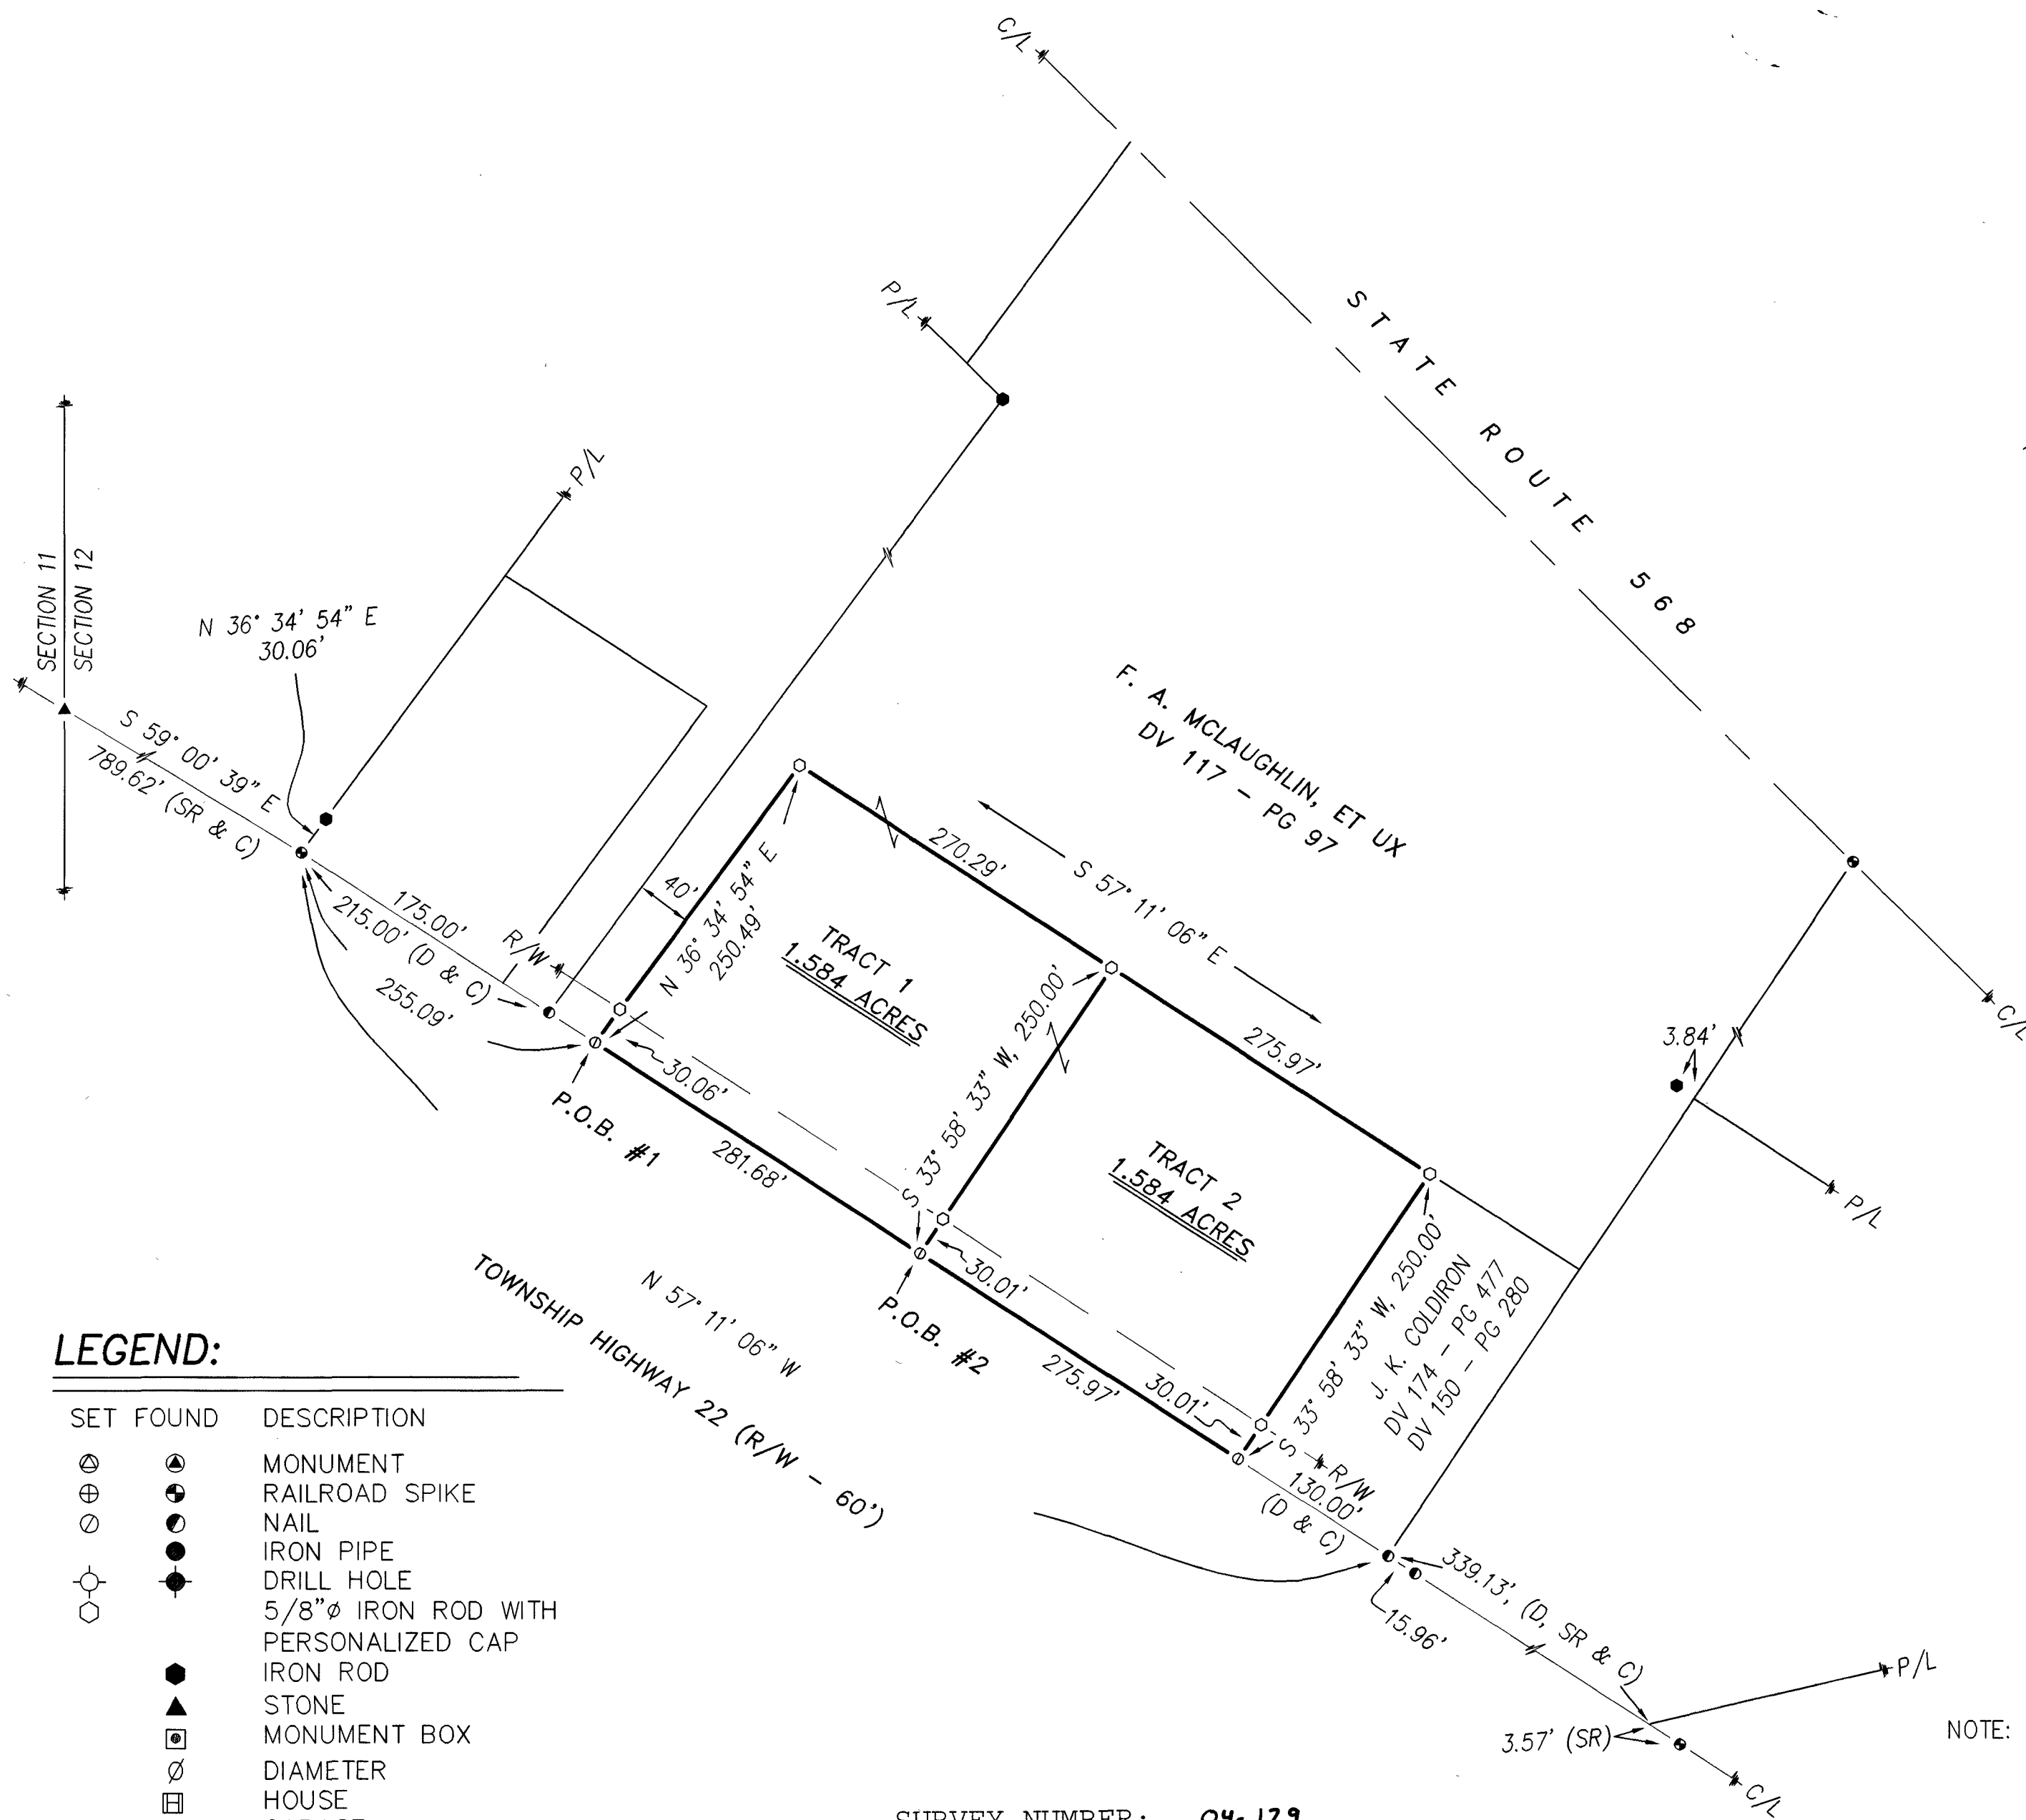 C/L
STATE ROUTE 568
P/L
P/L
SECTION 11
SECTION 12
N 36° 34' 54" E
30.06'
F. A. MCLAUGHLIN, ET UX
DV 117 - PG 97
S 59° 00' 39" E
789.62' (SR & C)
270.29'
S 57° 11' 06" E
40'
N 36° 34' 54" E
250.49'
175.00'
215.00' (D & C)
255.09'
R/W
TRACT 1
1.584 ACRES
S 33° 58' 33" W, 250.00'
275.97'
3.84'
C/L
30.06'
P.O.B. #1
281.68'
TRACT 2
1.584 ACRES
P/L
30.01'
P.O.B. #2
N 57° 11' 06" W
TOWNSHIP HIGHWAY 22 (R/W - 60')
275.97'
30.01'
S 33° 58' 33" W, 250.00'
J. K. COLDIRON
DV 174 - PG 477
DV 150 - PG 280
R/W
130.00'
(D & C)
339.13', (D, SR & C)
15.96'
P/L
3.57' (SR)
C/L
NOTE:
LEGEND:
SET FOUND DESCRIPTION
MONUMENT
RAILROAD SPIKE
NAIL
IRON PIPE
DRILL HOLE
5/8"Ø IRON ROD WITH
PERSONALIZED CAP
IRON ROD
STONE
MONUMENT BOX
Ø DIAMETER
HOUSE
SURVEY NUMBER: 04-129